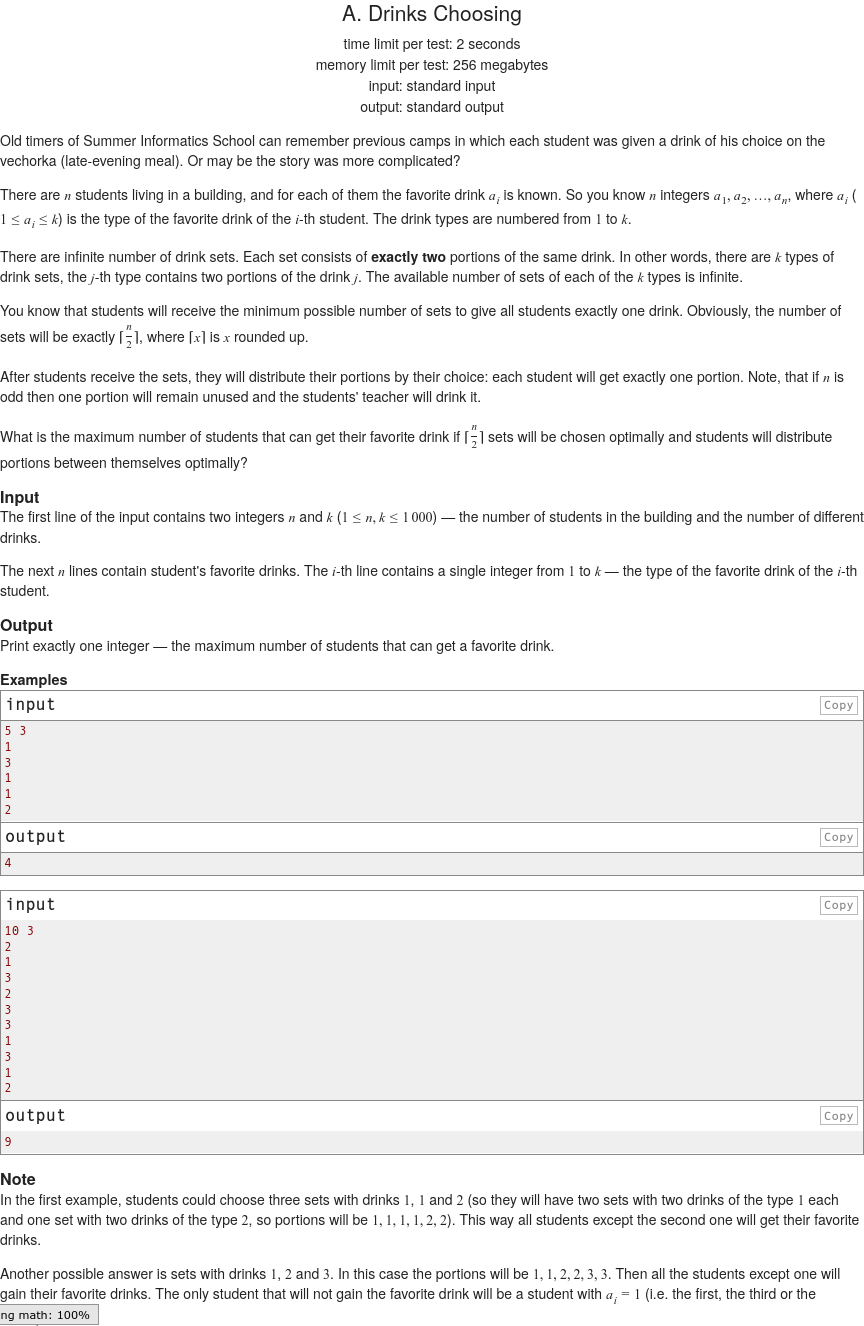 A. Drinks Choosing
time limit per test: 2 seconds
memory limit per test: 256 megabytes
input: standard input
output: standard output
Old timers of Summer Informatics School can remember previous camps in which each student was given a drink of his choice on the
vechorka (late-evening meal). Or may be the story was more complicated?
There are n students living in a building, and for each of them the favorite drink a_i is known. So you know n integers a_1, a_2, ..., a_n, where a_i (
1 ≤ a_i ≤ k) is the type of the favorite drink of the i-th student. The drink types are numbered from 1 to k.
There are infinite number of drink sets. Each set consists of exactly two portions of the same drink. In other words, there are k types of
drink sets, the j-th type contains two portions of the drink j. The available number of sets of each of the k types is infinite.
You know that students will receive the minimum possible number of sets to give all students exactly one drink. Obviously, the number of
sets will be exactly ⌈n/2⌉, where ⌈x⌉ is x rounded up.
After students receive the sets, they will distribute their portions by their choice: each student will get exactly one portion. Note, that if n is
odd then one portion will remain unused and the students' teacher will drink it.
What is the maximum number of students that can get their favorite drink if ⌈n/2⌉ sets will be chosen optimally and students will distribute
portions between themselves optimally?
Input
The first line of the input contains two integers n and k (1 ≤ n, k ≤ 1 000) — the number of students in the building and the number of different
drinks.
The next n lines contain student's favorite drinks. The i-th line contains a single integer from 1 to k — the type of the favorite drink of the i-th
student.
Output
Print exactly one integer — the maximum number of students that can get a favorite drink.
Examples
input Copy
5 3
1
3
1
1
2
output Copy
4
input Copy
10 3
2
1
3
2
3
3
1
3
1
2
output Copy
9
Note
In the first example, students could choose three sets with drinks 1, 1 and 2 (so they will have two sets with two drinks of the type 1 each
and one set with two drinks of the type 2, so portions will be 1, 1, 1, 1, 2, 2). This way all students except the second one will get their favorite
drinks.
Another possible answer is sets with drinks 1, 2 and 3. In this case the portions will be 1, 1, 2, 2, 3, 3. Then all the students except one will
gain their favorite drinks. The only student that will not gain the favorite drink will be a student with a_i = 1 (i.e. the first, the third or the
ng math: 100%